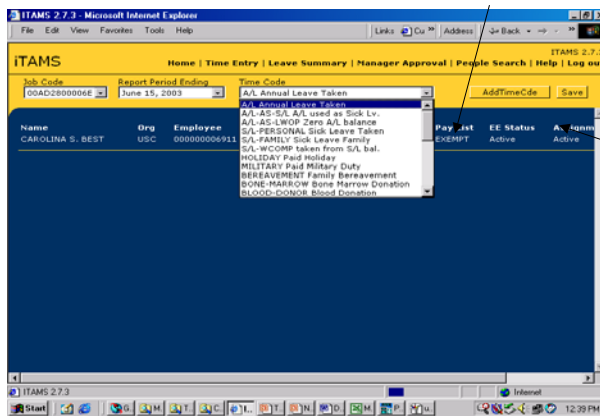 ITAMS 2.7.3 - Microsoft Internet Explorer
File Edit View Favorites Tools Help Links Cu » Address Back » 
ITAMS 2.7.
iTAMS Home | Time Entry | Leave Summary | Manager Approval | People Search | Help | Log ou
Job Code Report Period Ending Time Code
00AD2800006E June 15, 2003 A/L Annual Leave Taken AddTimeCde Save
A/L Annual Leave Taken
A/L-AS-S/L A/L used as Sick Lv.
A/L-AS-LWOP Zero A/L balance
S/L-PERSONAL Sick Leave Taken
S/L-FAMILY Sick Leave Family
S/L-WCOMP taken from S/L bal.
HOLIDAY Paid Holiday
MILITARY Paid Military Duty
BEREAVEMENT Family Bereavement
BONE-MARROW Bone Marrow Donation
BLOOD-DONOR Blood Donation
Name Org Employee Pay List EE Status Assignm
CAROLINA S. BEST USC 000000006911 EXEMPT Active Active
ITAMS 2.7.3 Internet
Start G. M. T. C. I... T. N. D. M. P. u. 12:39 PM